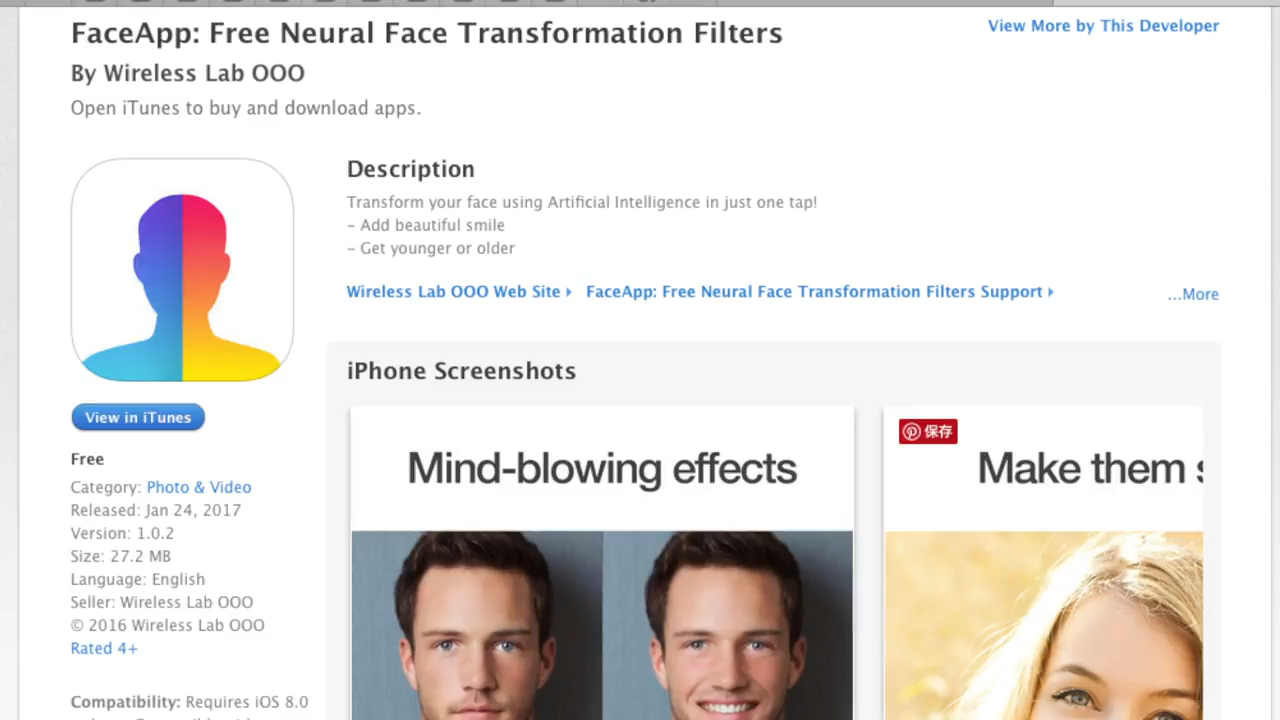 FaceApp: Free Neural Face Transformation Filters
View More by This Developer
By Wireless Lab OOO
Open iTunes to buy and download apps.
Description
Transform your face using Artificial Intelligence in just one tap!
- Add beautiful smile
- Get younger or older
Wireless Lab OOO Web Site
FaceApp: Free Neural Face Transformation Filters Support
...More
iPhone Screenshots
View in iTunes
Free
Category: Photo & Video
Released: Jan 24, 2017
Version: 1.0.2
Size: 27.2 MB
Language: English
Seller: Wireless Lab OOO
© 2016 Wireless Lab OOO
Rated 4+
Compatibility: Requires iOS 8.0
Mind-blowing effects
保存
Make them